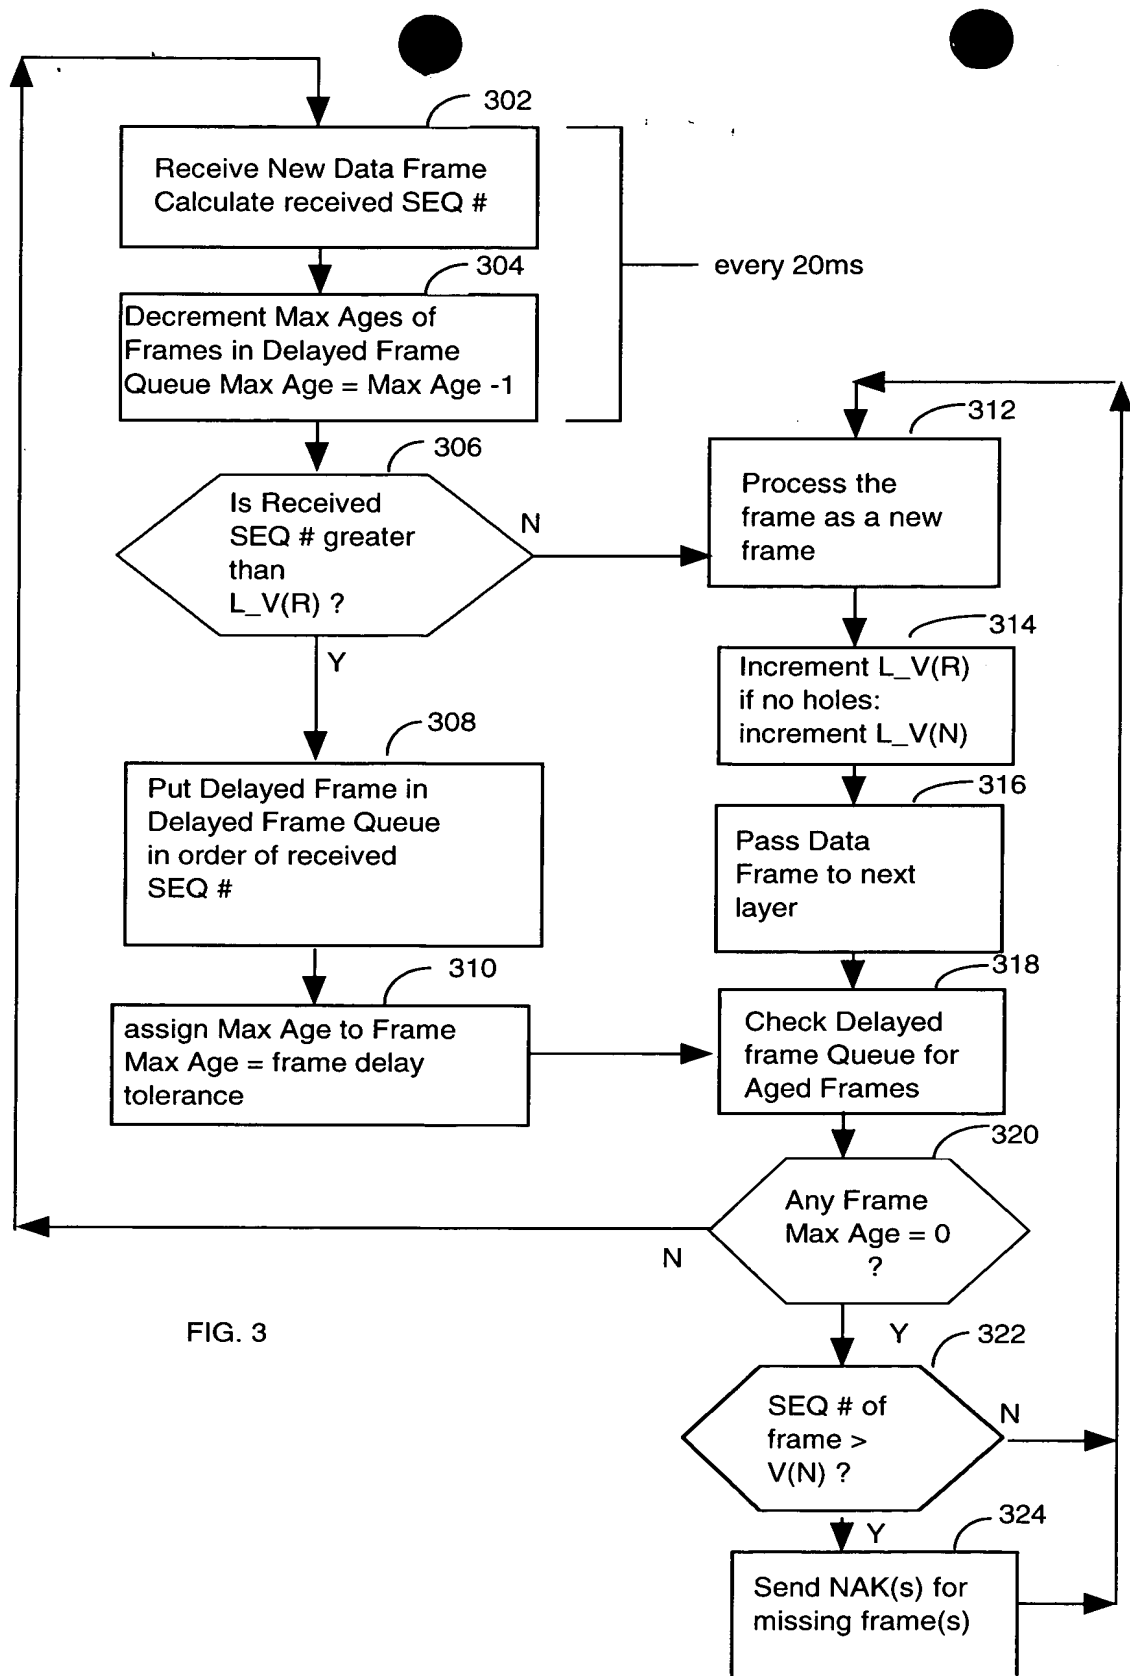 302
Receive New Data Frame
Calculate received SEQ #
304
every 20ms
Decrement Max Ages of
Frames in Delayed Frame
Queue Max Age = Max Age -1
306
Is Received
SEQ # greater
than
L_V(R) ?
N
Y
308
Put Delayed Frame in
Delayed Frame Queue
in order of received
SEQ #
310
assign Max Age to Frame
Max Age = frame delay
tolerance
312
Process the
frame as a new
frame
314
Increment L_V(R)
if no holes:
increment L_V(N)
316
Pass Data
Frame to next
layer
318
Check Delayed
frame Queue for
Aged Frames
320
Any Frame
Max Age = 0
?
N
Y
322
SEQ # of
frame >
V(N) ?
N
Y
324
Send NAK(s) for
missing frame(s)
FIG. 3